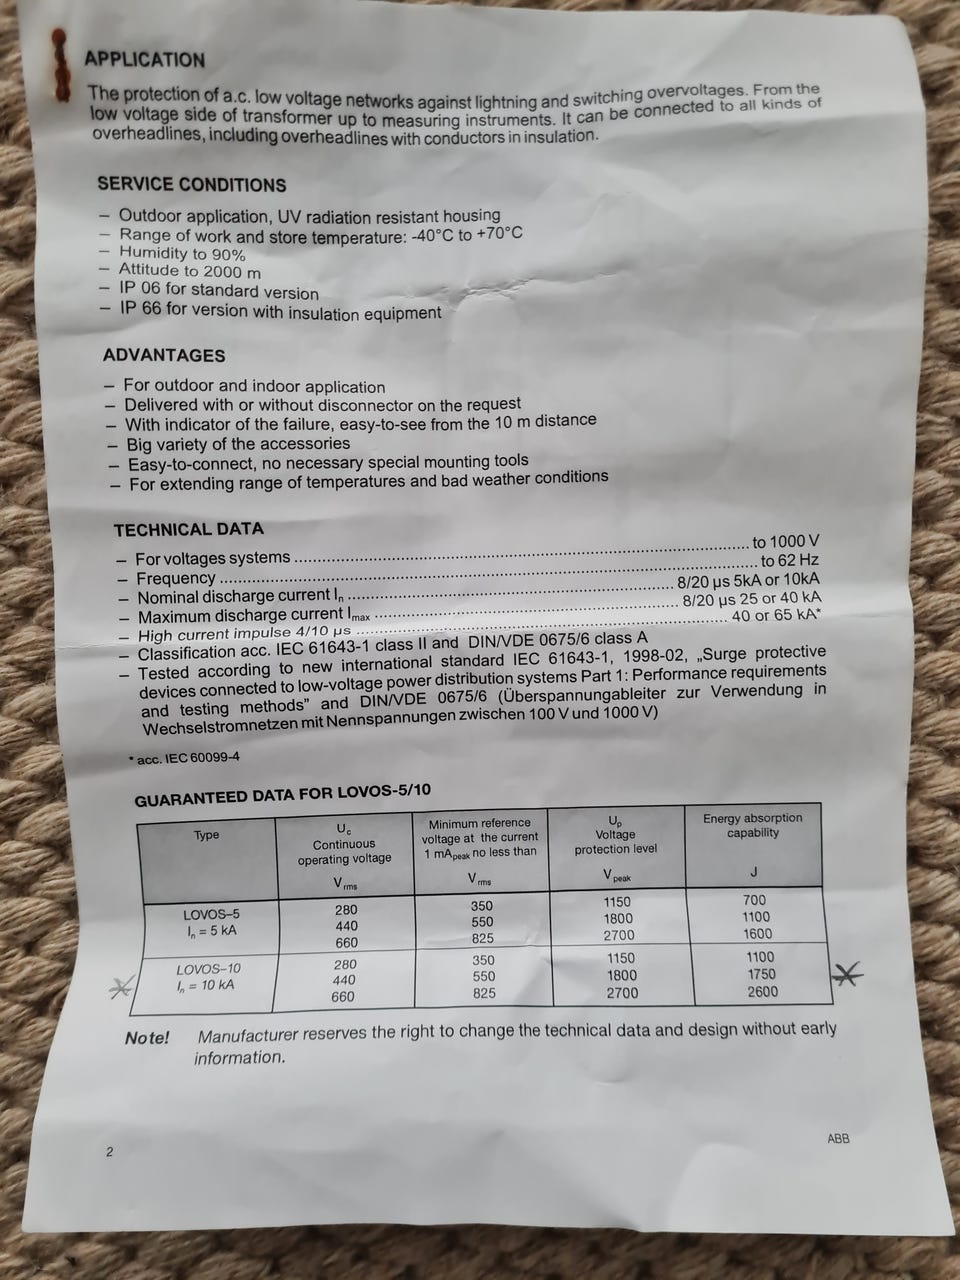 APPLICATION
The protection of a.c. low voltage networks against lightning and switching overvoltages. From the
low voltage side of transformer up to measuring instruments. It can be connected to all kinds of
overheadlines, including overheadlines with conductors in insulation.
SERVICE CONDITIONS
– Outdoor application, UV radiation resistant housing
– Range of work and store temperature: -40°C to +70°C
– Humidity to 90%
– Attitude to 2000 m
– IP 06 for standard version
– IP 66 for version with insulation equipment
ADVANTAGES
– For outdoor and indoor application
– Delivered with or without disconnector on the request
– With indicator of the failure, easy-to-see from the 10 m distance
– Big variety of the accessories
– Easy-to-connect, no necessary special mounting tools
– For extending range of temperatures and bad weather conditions
TECHNICAL DATA
– For voltages systems ........ to 1000 V
– Frequency ........ to 62 Hz
– Nominal discharge current In ........ 8/20 µs 5kA or 10kA
– Maximum discharge current Imax ........ 8/20 µs 25 or 40 kA
– High current impulse 4/10 µs ........ 40 or 65 kA*
– Classification acc. IEC 61643-1 class II and DIN/VDE 0675/6 class A
– Tested according to new international standard IEC 61643-1, 1998-02, „Surge protective
devices connected to low-voltage power distribution systems Part 1: Performance requirements
and testing methods” and DIN/VDE 0675/6 (Überspannungableiter zur Verwendung in
Wechselstromnetzen mit Nennspannungen zwischen 100 V und 1000 V)
* acc. IEC 60099-4
GUARANTEED DATA FOR LOVOS-5/10
Type
Uc
Continuous
operating voltage
Vrms
Minimum reference
voltage at the current
1 mApeak no less than
Vrms
Up
Voltage
protection level
Vpeak
Energy absorption
capability
J
LOVOS–5
In = 5 kA
280 350 1150 700
440 550 1800 1100
660 825 2700 1600
LOVOS–10
In = 10 kA
280 350 1150 1100
440 550 1800 1750
660 825 2700 2600
Note! Manufacturer reserves the right to change the technical data and design without early
information.
2
ABB